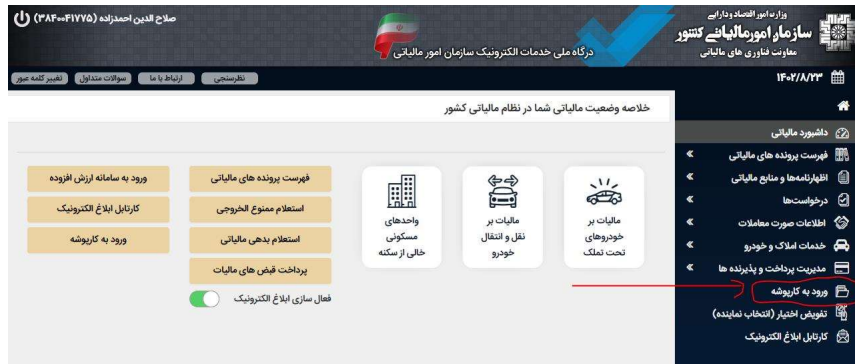 وزارت امور اقتصاد و دارایی
سازمان امور مالیاتی کشور
معاونت فناوری های مالیاتی
درگاه ملی خدمات الکترونیک سازمان امور مالیاتی
صلاح الدین احمدزاده (۳۸۴۰۰۴۱۷۷۵)
۱۴۰۲/۸/۲۳
نظرسنجی
ارتباط با ما
سوالات متداول
تغییر کلمه عبور
خلاصه وضعیت مالیاتی شما در نظام مالیاتی کشور
داشبورد مالیاتی
فهرست پرونده های مالیاتی
اظهارنامه‌ها و منابع مالیاتی
درخواست‌ها
اطلاعات صورت معاملات
خدمات املاک و خودرو
مدیریت پرداخت و پذیرنده ها
ورود به کارپوشه
تفویض اختیار (انتخاب نماینده)
کارتابل ابلاغ الکترونیک
مالیات بر
خودروهای
تحت تملک
مالیات بر
نقل و انتقال
خودرو
واحدهای
مسکونی
خالی از سکنه
فهرست پرونده های مالیاتی
ورود به سامانه ارزش افزوده
استعلام ممنوع الخروجی
کارتابل ابلاغ الکترونیک
استعلام بدهی مالیاتی
ورود به کارپوشه
پرداخت قبض های مالیات
فعال سازی ابلاغ الکترونیک